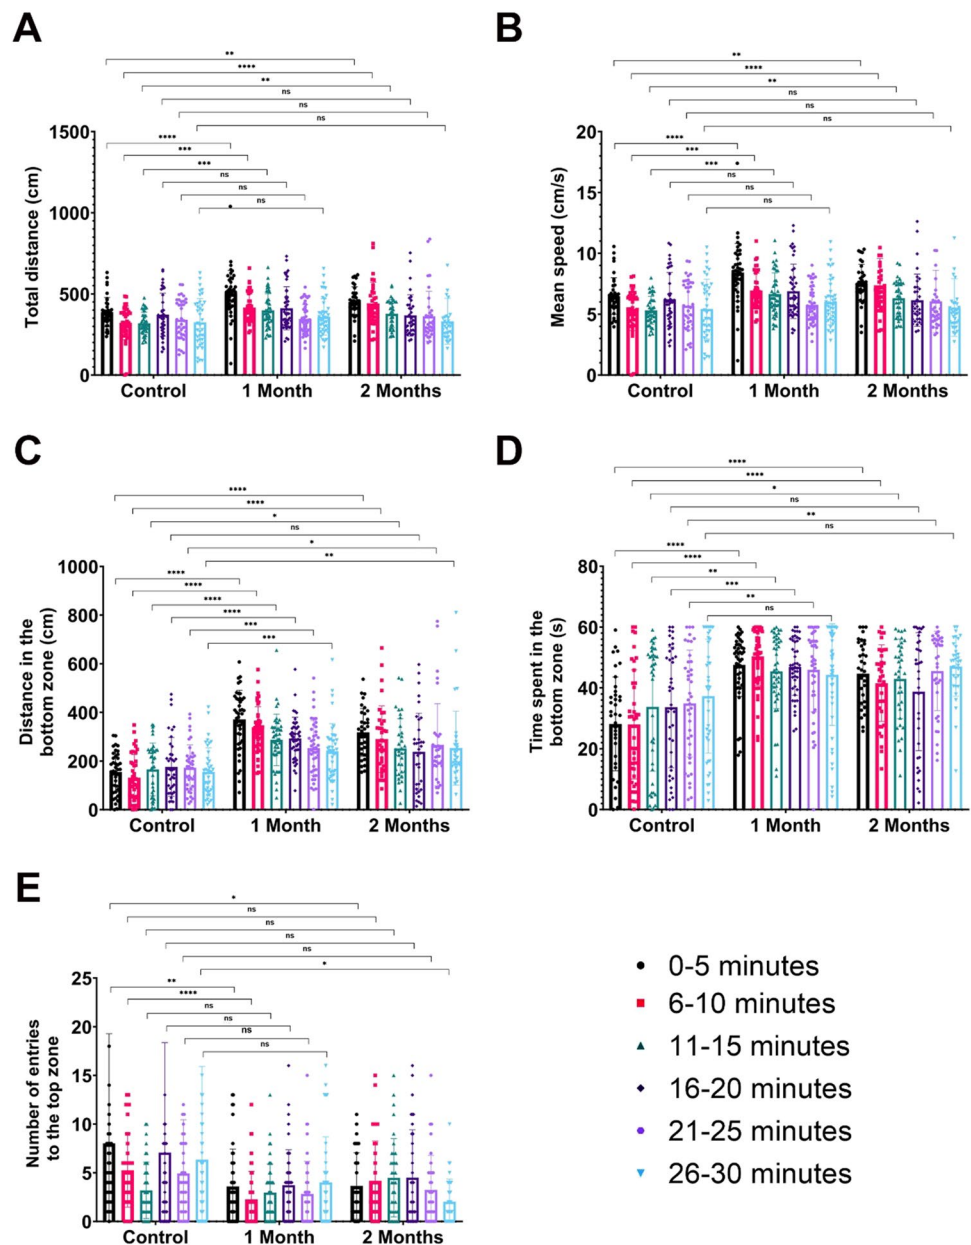 A
**
****
**
ns
ns
ns
****
***
***
ns
ns
ns
Total distance (cm)
1500
1000
500
0
Control
1 Month
2 Months
B
**
****
**
ns
ns
ns
****
***
***
ns
ns
ns
Mean speed (cm/s)
20
15
10
5
0
Control
1 Month
2 Months
C
****
****
*
ns
*
**
****
****
****
****
***
***
Distance in the
bottom zone (cm)
1000
800
600
400
200
0
Control
1 Month
2 Months
D
****
****
*
ns
**
ns
****
****
**
***
**
ns
Time spent in the
bottom zone (s)
80
60
40
20
0
Control
1 Month
2 Months
E
*
ns
ns
ns
ns
*
**
****
ns
ns
ns
ns
Number of entries
to the top zone
25
20
15
10
5
0
Control
1 Month
2 Months
0-5 minutes
6-10 minutes
11-15 minutes
16-20 minutes
21-25 minutes
26-30 minutes